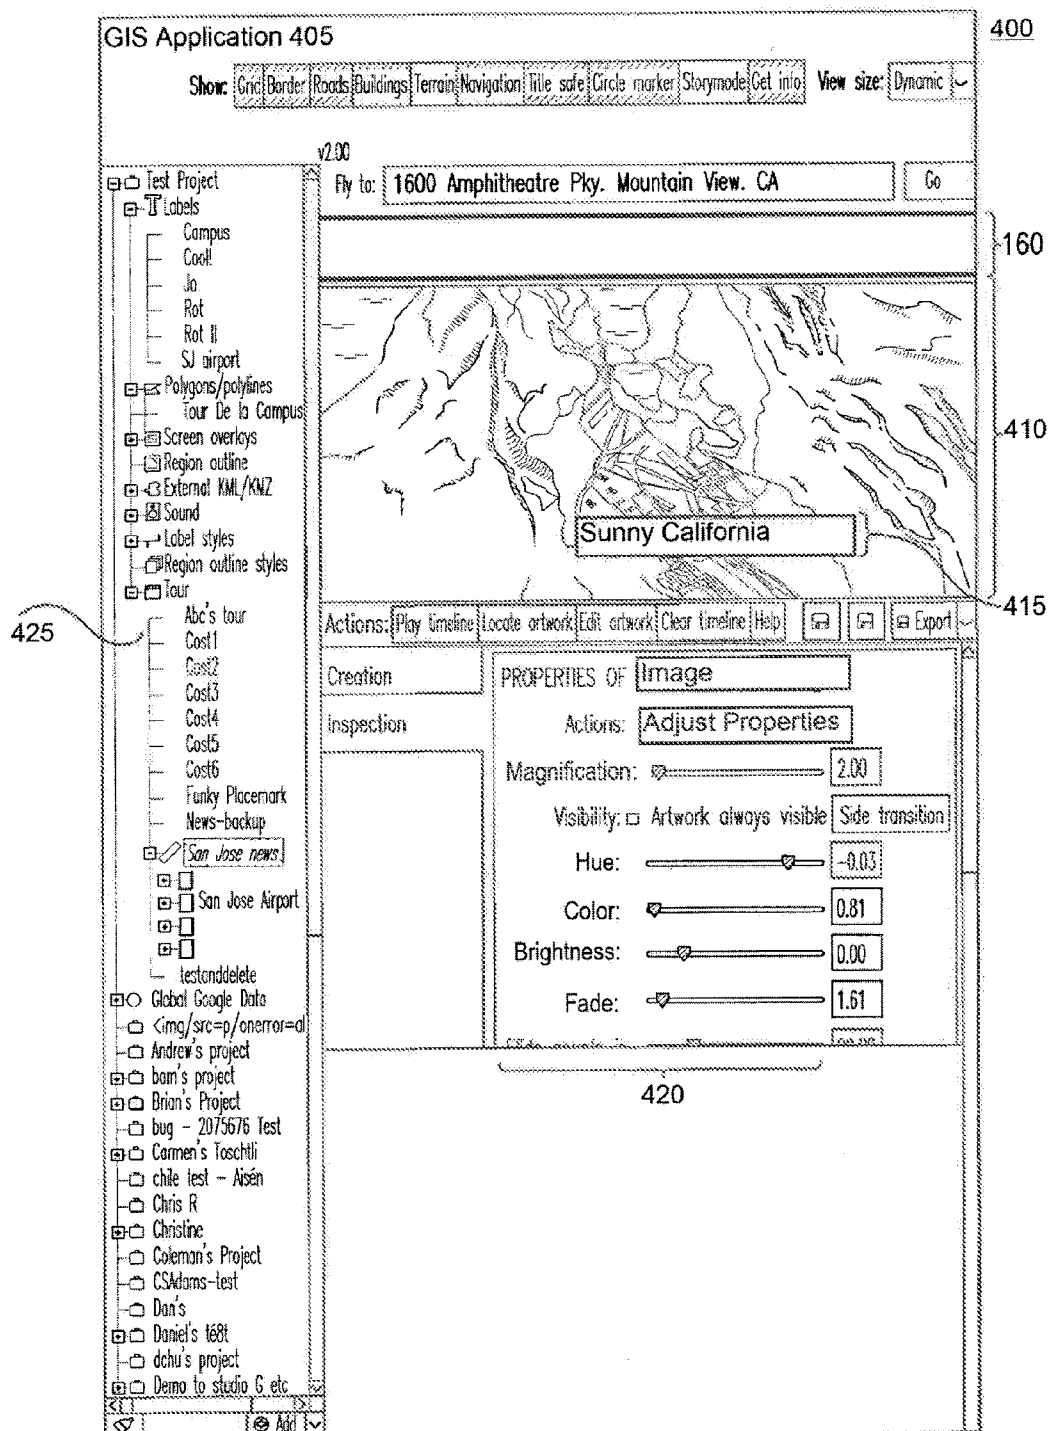 GIS Application 405
400
Show: Grid Border Roads Buildings Terrain Navigation Title safe Circle marker Storymode Get info View size: Dynamic
v2.00
Fly to: 1600 Amphitheatre Pky. Mountain View. CA Go
160
410
Sunny California
415
Test Project
Labels
Campus
Cool!
Jo
Rot
Rot II
SJ airport
Polygons/polylines
Tour De la Campus
Screen overlays
Region outline
External KML/KMZ
Sound
Label styles
Region outline styles
Tour
425
Abc's tour
Cost1
Cost2
Cost3
Cost4
Cost5
Cost6
Funky Placemark
News-backup
San Jose news
San Jose Airport
testanddelete
Global Google Data
<img/src=p/onerror=al
Andrew's project
bam's project
Brian's Project
bug - 2075676 Test
Carmen's Toschtli
chile test - Aisén
Chris R
Christine
Coleman's Project
CSAdams-test
Dan's
Daniel's té8t
dchu's project
Demo to studio G etc
Add
Actions: Play timeline Locate artwork Edit artwork Clear timeline Help Export
Creation
Inspection
PROPERTIES OF Image
Actions: Adjust Properties
Magnification: 2.00
Visibility: Artwork always visible Side transition
Hue: -0.03
Color: 0.81
Brightness: 0.00
Fade: 1.61
420